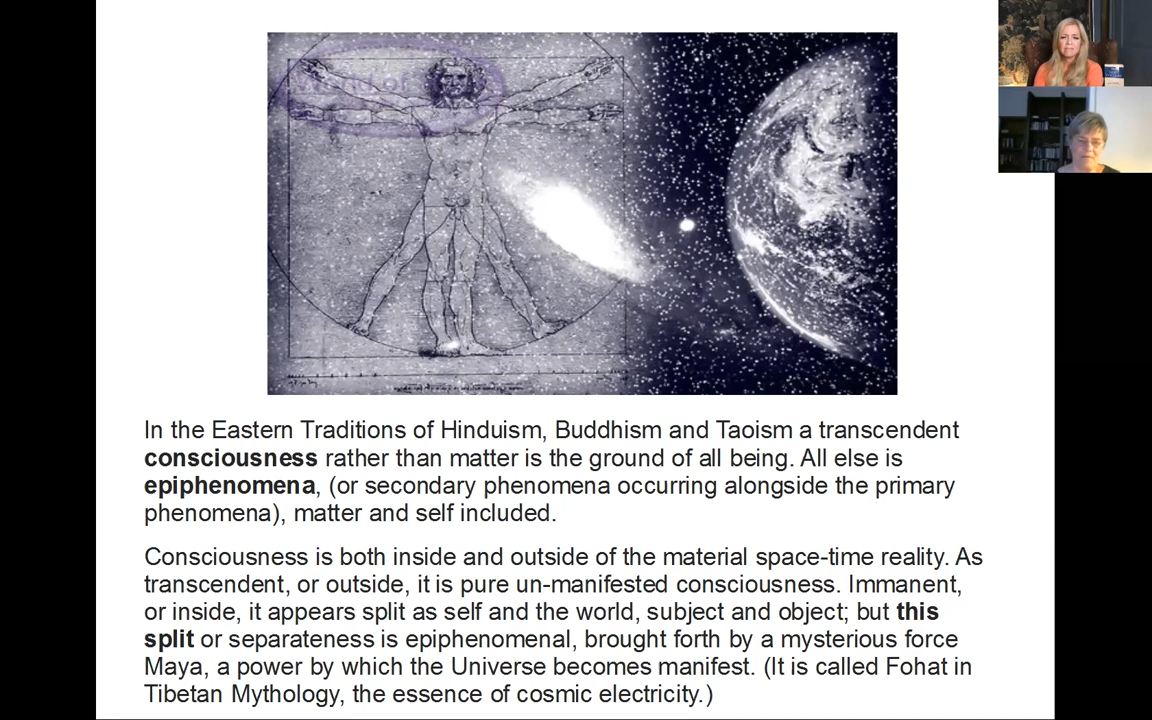 In the Eastern Traditions of Hinduism, Buddhism and Taoism a transcendent
consciousness rather than matter is the ground of all being. All else is
epiphenomena, (or secondary phenomena occurring alongside the primary
phenomena), matter and self included.
Consciousness is both inside and outside of the material space-time reality. As
transcendent, or outside, it is pure un-manifested consciousness. Immanent,
or inside, it appears split as self and the world, subject and object; but this
split or separateness is epiphenomenal, brought forth by a mysterious force
Maya, a power by which the Universe becomes manifest. (It is called Fohat in
Tibetan Mythology, the essence of cosmic electricity.)